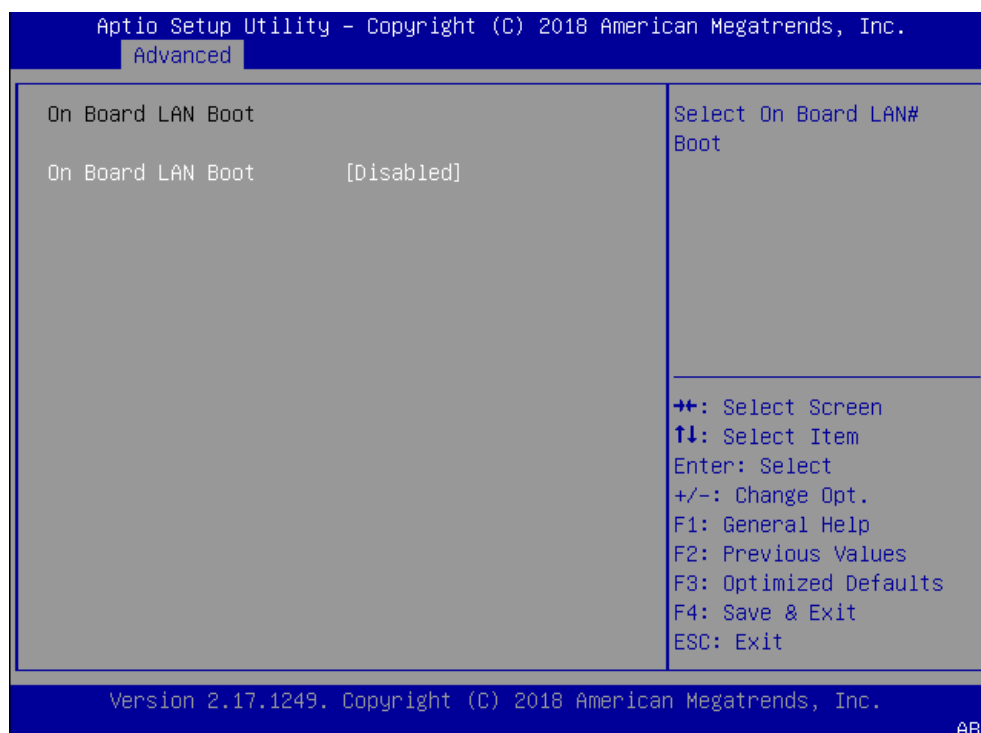 Aptio Setup Utility – Copyright (C) 2018 American Megatrends, Inc.
Advanced
On Board LAN Boot
On Board LAN Boot [Disabled]
Select On Board LAN#
Boot
→←: Select Screen
↑↓: Select Item
Enter: Select
+/-: Change Opt.
F1: General Help
F2: Previous Values
F3: Optimized Defaults
F4: Save & Exit
ESC: Exit
Version 2.17.1249. Copyright (C) 2018 American Megatrends, Inc.
AB